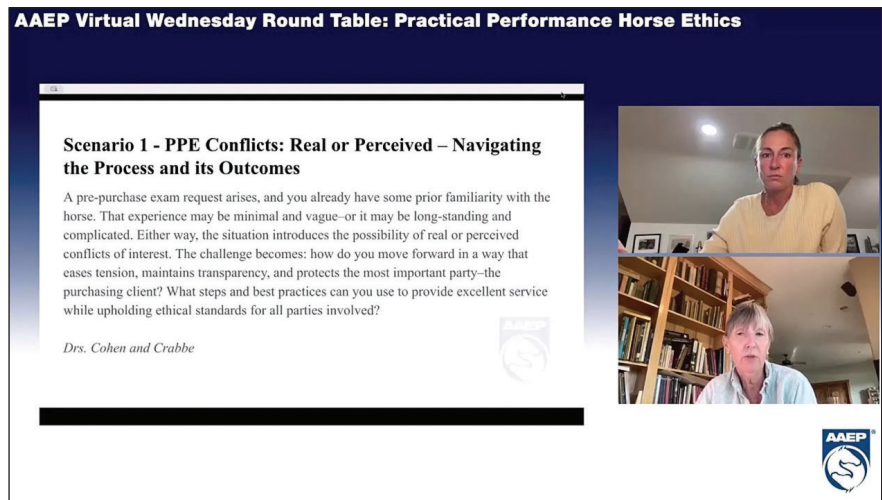 AAEP Virtual Wednesday Round Table: Practical Performance Horse Ethics
Scenario 1 - PPE Conflicts: Real or Perceived – Navigating
the Process and its Outcomes
A pre-purchase exam request arises, and you already have some prior familiarity with the
horse. That experience may be minimal and vague–or it may be long-standing and
complicated. Either way, the situation introduces the possibility of real or perceived
conflicts of interest. The challenge becomes: how do you move forward in a way that
eases tension, maintains transparency, and protects the most important party–the
purchasing client? What steps and best practices can you use to provide excellent service
while upholding ethical standards for all parties involved?
AAEP
Drs. Cohen and Crabbe
AAEP®